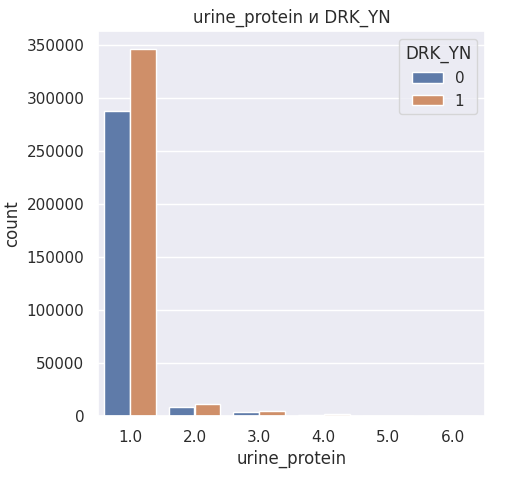 urine_protein и DRK_YN
DRK_YN
0
1
350000
300000
250000
200000
150000
100000
50000
0
count
1.0 2.0 3.0 4.0 5.0 6.0
urine_protein